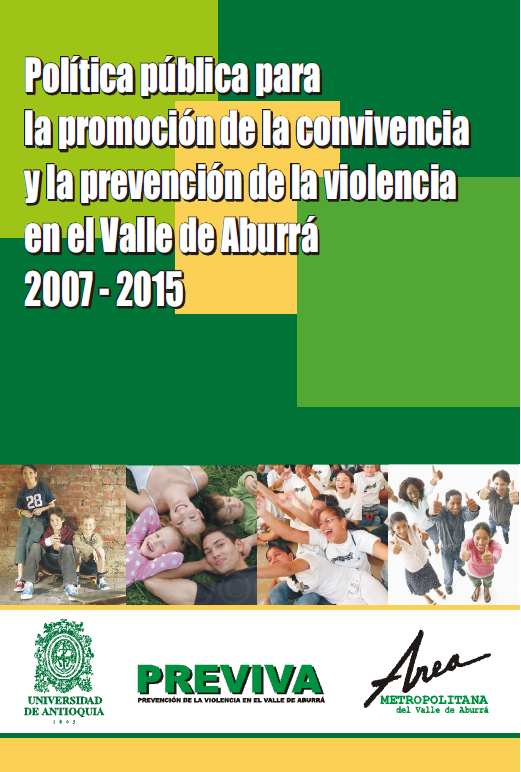 Política pública para
la promoción de la convivencia
y la prevención de la violencia
en el Valle de Aburrá
2007 - 2015
28
UNIVERSIDAD
DE ANTIOQUIA
1803
PREVIVA
PREVENCIÓN DE LA VIOLENCIA EN EL VALLE DE ABURRÁ
Area
METROPOLITANA
del Valle de Aburrá